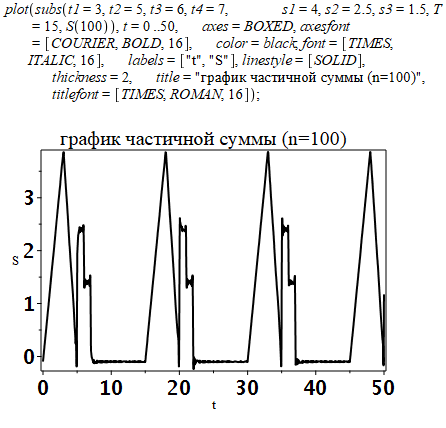 plot(subs(t1 = 3, t2 = 5, t3 = 6, t4 = 7, s1 = 4, s2 = 2.5, s3 = 1.5, T
= 15, S(100)), t = 0..50, axes = BOXED, axesfont
= [COURIER, BOLD, 16], color = black, font = [TIMES,
ITALIC, 16], labels = ["t", "S"], linestyle = [SOLID],
thickness = 2, title = "график частичной суммы (n=100)",
titlefont = [TIMES, ROMAN, 16]);
график частичной суммы (n=100)
3
2
S
1
0
0 10 20 30 40 50
t